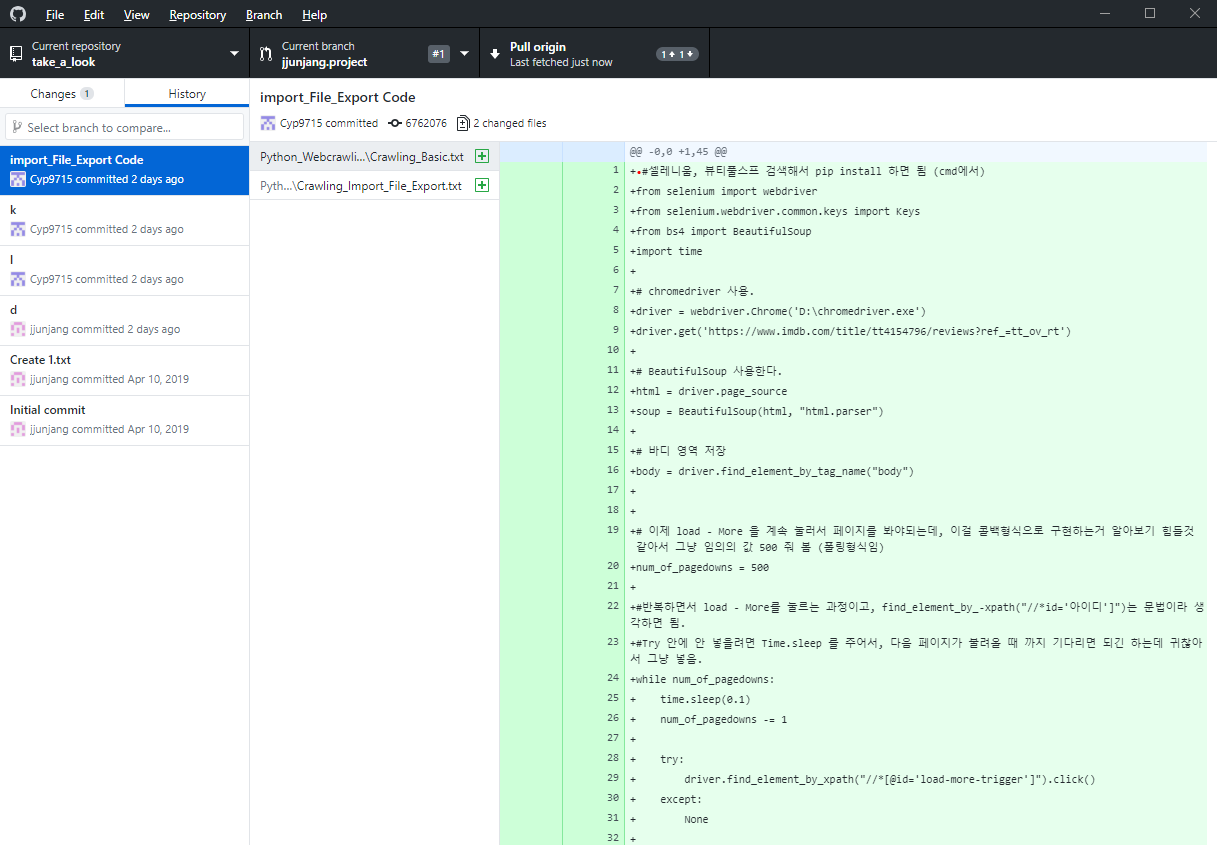 File Edit View Repository Branch Help
Current repository
take_a_look
Current branch
jjunjang.project
#1
Pull origin
Last fetched just now
1 1
Changes 1
History
Select branch to compare...
import_File_Export Code
Cyp9715 committed 2 days ago
k
Cyp9715 committed 2 days ago
l
Cyp9715 committed 2 days ago
d
jjunjang committed 2 days ago
Create 1.txt
jjunjang committed Apr 10, 2019
Initial commit
jjunjang committed Apr 10, 2019
import_File_Export Code
Cyp9715 committed 6762076 2 changed files
Python_Webcrawli...\Crawling_Basic.txt
Pyth...\Crawling_Import_File_Export.txt
@@ -0,0 +1,45 @@
1 +#셀레니움, 뷰티풀스프 검색해서 pip install 하면 됨 (cmd에서)
2 +from selenium import webdriver
3 +from selenium.webdriver.common.keys import Keys
4 +from bs4 import BeautifulSoup
5 +import time
6 +
7 +# chromedriver 사용.
8 +driver = webdriver.Chrome('D:\chromedriver.exe')
9 +driver.get('https://www.imdb.com/title/tt4154796/reviews?ref_=tt_ov_rt')
10 +
11 +# BeautifulSoup 사용한다.
12 +html = driver.page_source
13 +soup = BeautifulSoup(html, "html.parser")
14 +
15 +# 바디 영역 저장
16 +body = driver.find_element_by_tag_name("body")
17 +
18 +
19 +# 이제 load - More 을 계속 눌러서 페이지를 봐야되는데, 이걸 콜백형식으로 구현하는거 알아보기 힘들것
같아서 그냥 임의의 값 500 줘 봄 (폴링형식임)
20 +num_of_pagedowns = 500
21 +
22 +#반복하면서 load - More를 눌르는 과정이고, find_element_by_-xpath("//*id='아이디']")는 문법이라 생
각하면 됨.
23 +#Try 안에 안 넣을려면 Time.sleep 를 주어서, 다음 페이지가 불려올 때 까지 기다리면 되긴 하는데 귀찮아
서 그냥 넣음.
24 +while num_of_pagedowns:
25 +    time.sleep(0.1)
26 +    num_of_pagedowns -= 1
27 +
28 +    try:
29 +        driver.find_element_by_xpath("//*[@id='load-more-trigger']").click()
30 +    except:
31 +        None
32 +